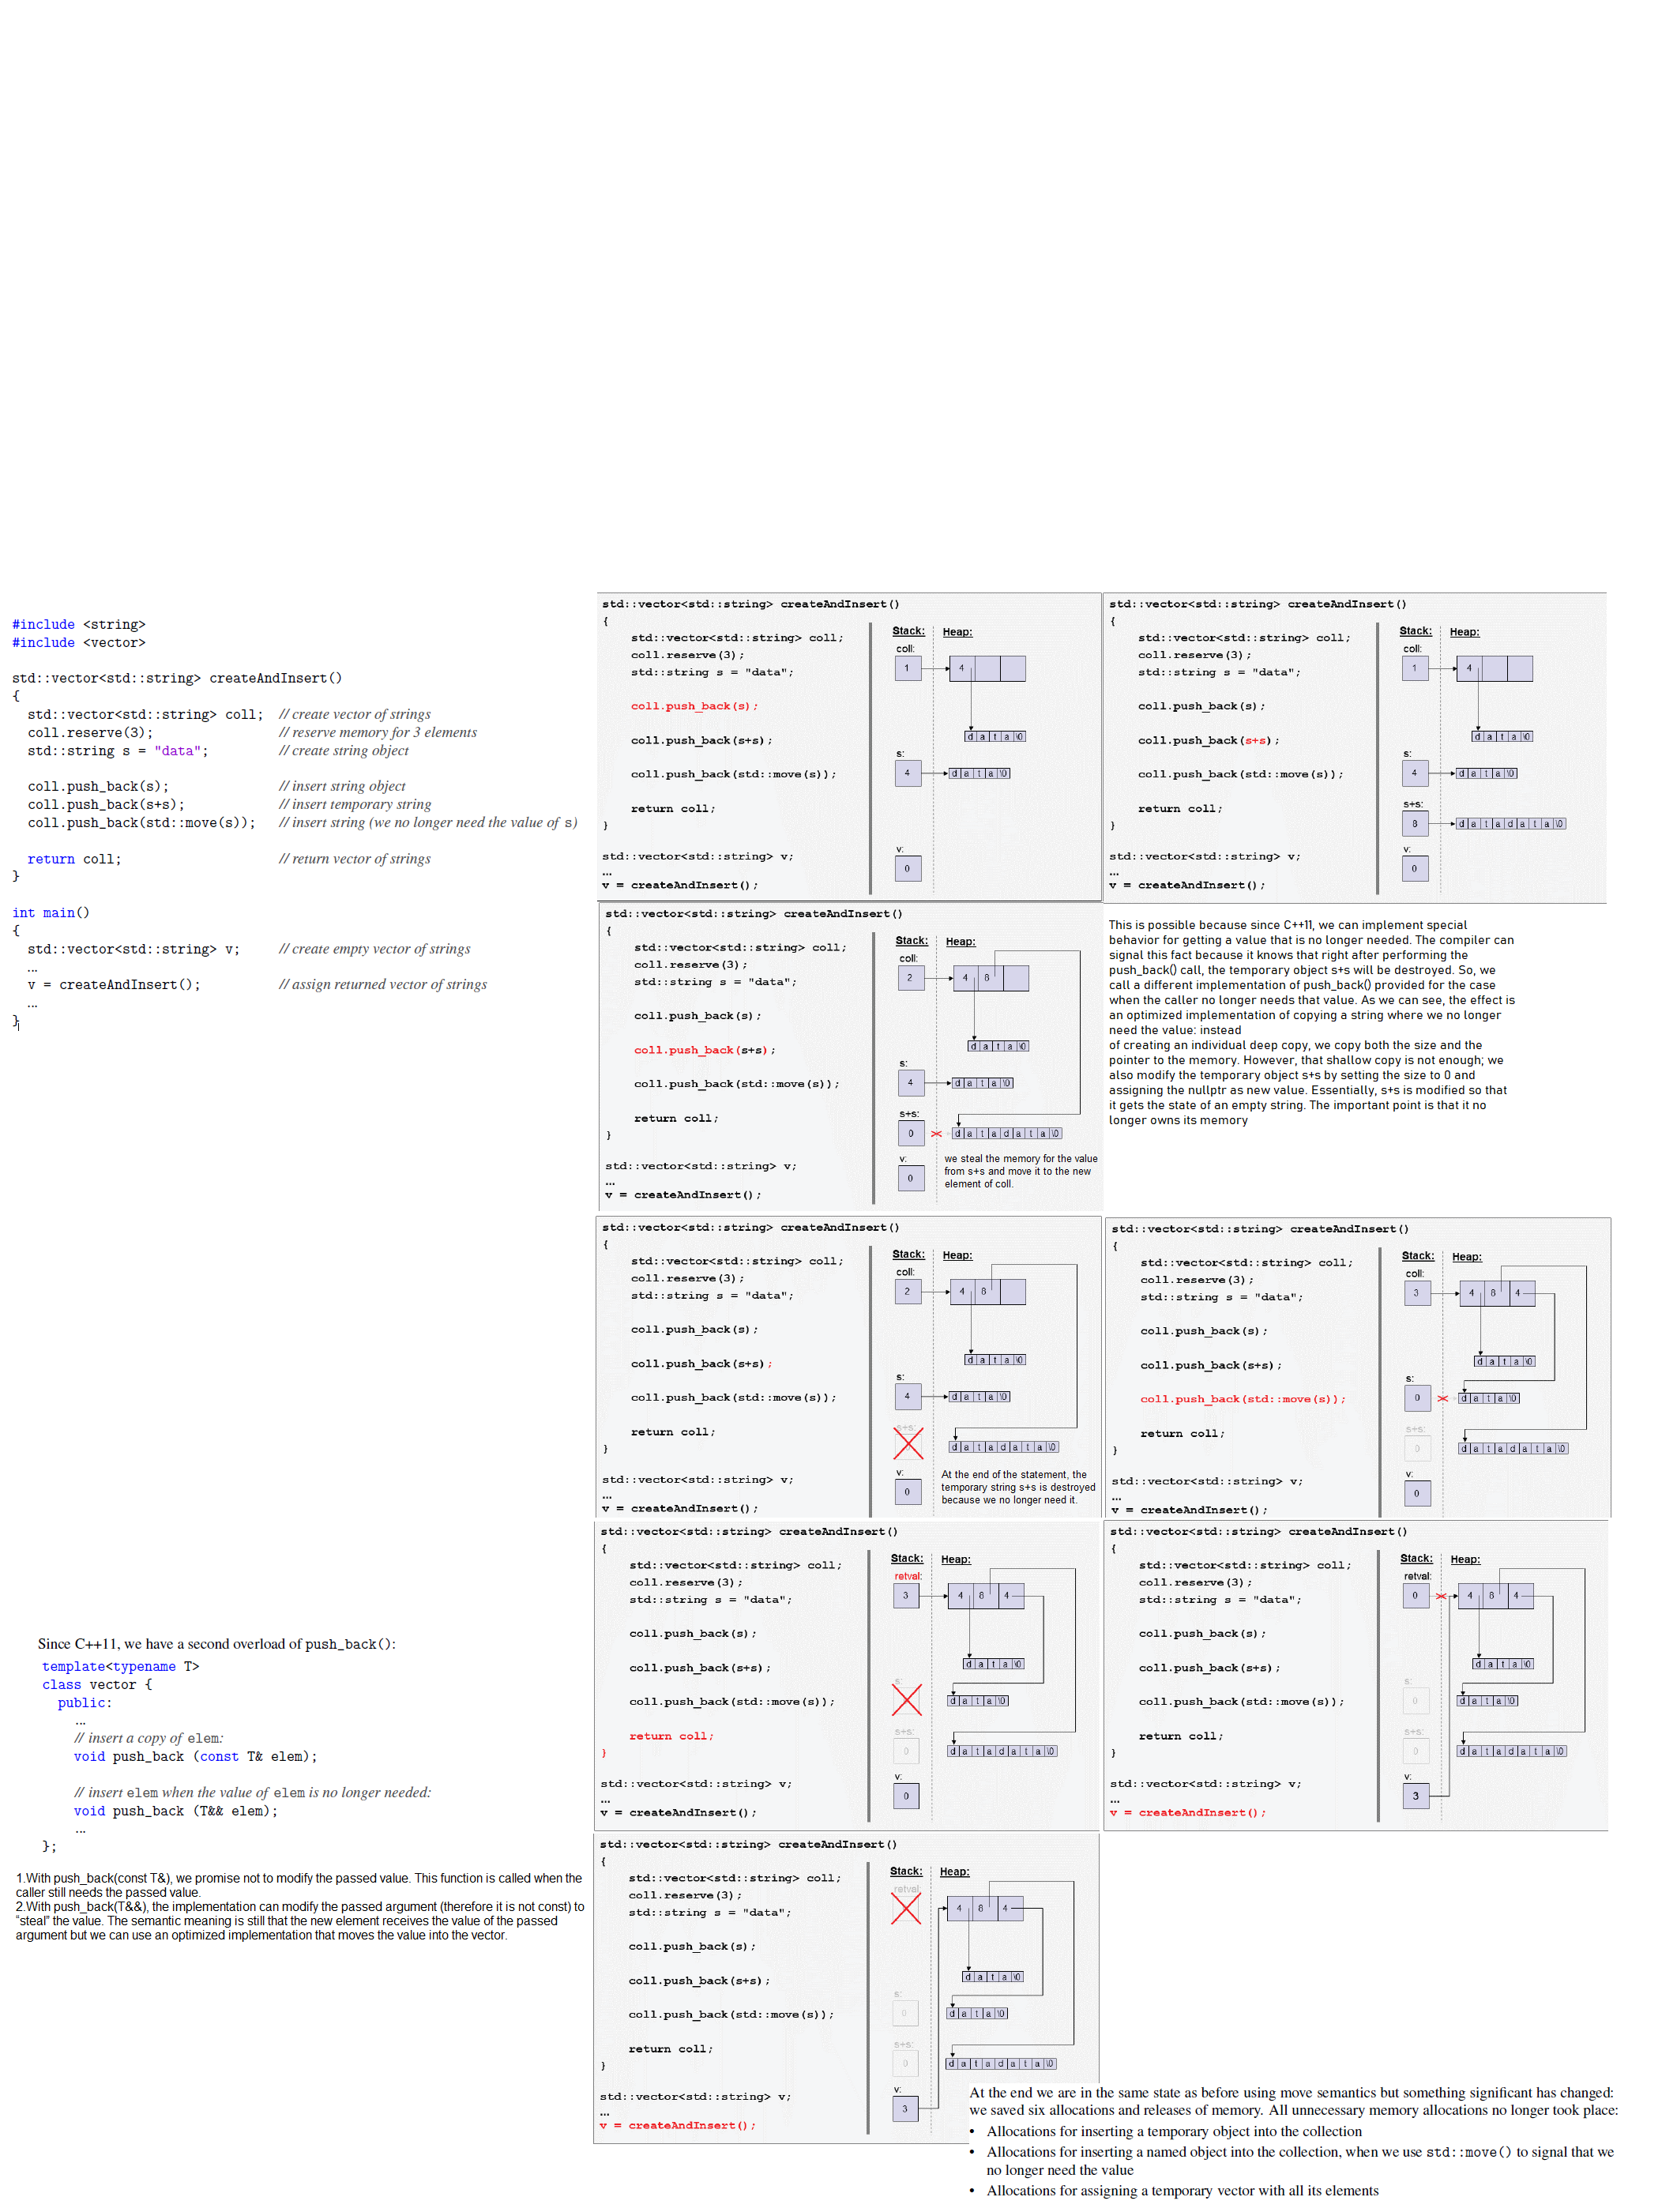 #include <string>
#include <vector>
std::vector<std::string> createAndInsert()
{
std::vector<std::string> coll; // create vector of strings
coll.reserve(3); // reserve memory for 3 elements
std::string s = "data"; // create string object
coll.push_back(s); // insert string object
coll.push_back(s+s); // insert temporary string
coll.push_back(std::move(s)); // insert string (we no longer need the value of s)
return coll; // return vector of strings
}
int main()
{
std::vector<std::string> v; // create empty vector of strings
...
v = createAndInsert(); // assign returned vector of strings
...
}
std::vector<std::string> createAndInsert()
{
std::vector<std::string> coll;
coll.reserve(3);
std::string s = "data";
coll.push_back(s);
coll.push_back(s+s);
coll.push_back(std::move(s));
return coll;
}
std::vector<std::string> v;
...
v = createAndInsert();
Stack: Heap:
coll:
1 4
d a t a \0
s:
4 d a t a \0
v:
0
std::vector<std::string> createAndInsert()
{
std::vector<std::string> coll;
coll.reserve(3);
std::string s = "data";
coll.push_back(s);
coll.push_back(s+s);
coll.push_back(std::move(s));
return coll;
}
std::vector<std::string> v;
...
v = createAndInsert();
Stack: Heap:
coll:
1 4
d a t a \0
s:
4 d a t a \0
s+s:
8 d a t a d a t a \0
v:
0
std::vector<std::string> createAndInsert()
{
std::vector<std::string> coll;
coll.reserve(3);
std::string s = "data";
coll.push_back(s);
coll.push_back(s+s);
coll.push_back(std::move(s));
return coll;
}
std::vector<std::string> v;
...
v = createAndInsert();
Stack: Heap:
coll:
2 4 8
d a t a \0
s:
4 d a t a \0
s+s:
0 d a t a d a t a \0
v:
0
we steal the memory for the value
from s+s and move it to the new
element of coll.
This is possible because since C++11, we can implement special
behavior for getting a value that is no longer needed. The compiler can
signal this fact because it knows that right after performing the
push_back() call, the temporary object s+s will be destroyed. So, we
call a different implementation of push_back() provided for the case
when the caller no longer needs that value. As we can see, the effect is
an optimized implementation of copying a string where we no longer
need the value: instead
of creating an individual deep copy, we copy both the size and the
pointer to the memory. However, that shallow copy is not enough; we
also modify the temporary object s+s by setting the size to 0 and
assigning the nullptr as new value. Essentially, s+s is modified so that
it gets the state of an empty string. The important point is that it no
longer owns its memory
std::vector<std::string> createAndInsert()
{
std::vector<std::string> coll;
coll.reserve(3);
std::string s = "data";
coll.push_back(s);
coll.push_back(s+s);
coll.push_back(std::move(s));
return coll;
}
std::vector<std::string> v;
...
v = createAndInsert();
Stack: Heap:
coll:
2 4 8
d a t a \0
s:
4 d a t a \0
s+s:
d a t a d a t a \0
v:
0
At the end of the statement, the
temporary string s+s is destroyed
because we no longer need it.
std::vector<std::string> createAndInsert()
{
std::vector<std::string> coll;
coll.reserve(3);
std::string s = "data";
coll.push_back(s);
coll.push_back(s+s);
coll.push_back(std::move(s));
return coll;
}
std::vector<std::string> v;
...
v = createAndInsert();
Stack: Heap:
coll:
3 4 8 4
d a t a \0
s:
0 d a t a \0
s+s:
0 d a t a d a t a \0
v:
0
std::vector<std::string> createAndInsert()
{
std::vector<std::string> coll;
coll.reserve(3);
std::string s = "data";
coll.push_back(s);
coll.push_back(s+s);
coll.push_back(std::move(s));
return coll;
}
std::vector<std::string> v;
...
v = createAndInsert();
Stack: Heap:
retval:
3 4 8 4
d a t a \0
s:
d a t a \0
s+s:
0 d a t a d a t a \0
v:
0
std::vector<std::string> createAndInsert()
{
std::vector<std::string> coll;
coll.reserve(3);
std::string s = "data";
coll.push_back(s);
coll.push_back(s+s);
coll.push_back(std::move(s));
return coll;
}
std::vector<std::string> v;
...
v = createAndInsert();
Stack: Heap:
retval:
0 4 8 4
d a t a \0
s:
0 d a t a \0
s+s:
0 d a t a d a t a \0
v:
3
Since C++11, we have a second overload of push_back():
template<typename T>
class vector {
public:
...
// insert a copy of elem:
void push_back (const T& elem);
// insert elem when the value of elem is no longer needed:
void push_back (T&& elem);
...
};
1.With push_back(const T&), we promise not to modify the passed value. This function is called when the
caller still needs the passed value.
2.With push_back(T&&), the implementation can modify the passed argument (therefore it is not const) to
“steal” the value. The semantic meaning is still that the new element receives the value of the passed
argument but we can use an optimized implementation that moves the value into the vector.
std::vector<std::string> createAndInsert()
{
std::vector<std::string> coll;
coll.reserve(3);
std::string s = "data";
coll.push_back(s);
coll.push_back(s+s);
coll.push_back(std::move(s));
return coll;
}
std::vector<std::string> v;
...
v = createAndInsert();
Stack: Heap:
retval:
4 8 4
d a t a \0
s:
0 d a t a \0
s+s:
0 d a t a d a t a \0
v:
3
At the end we are in the same state as before using move semantics but something significant has changed:
we saved six allocations and releases of memory. All unnecessary memory allocations no longer took place:
• Allocations for inserting a temporary object into the collection
• Allocations for inserting a named object into the collection, when we use std::move() to signal that we
no longer need the value
• Allocations for assigning a temporary vector with all its elements